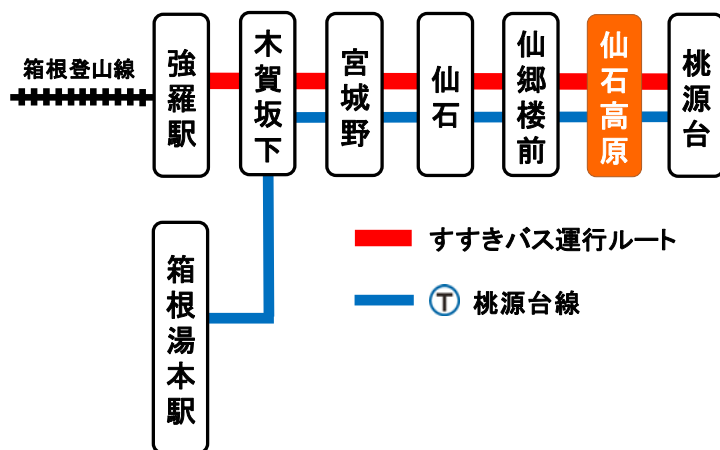 箱根登山線
強羅駅
木賀坂下
宮城野
仙石
仙郷楼前
仙石高原
桃源台
箱根湯本駅
すすきバス運行ルート
T 桃源台線